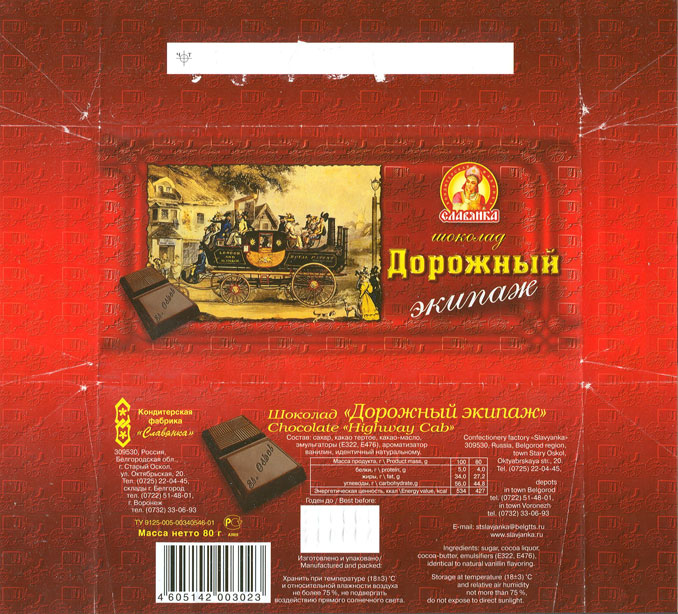 Ч Т
СЛАВЯНКА
шоколад
Дорожный
экипаж
LONDON
AND
ROYAL PATENT
St. Oskol
Кондитерская
фабрика
"Славянка"
309530, Россия,
Белгородская обл.,
г. Старый Оскол,
ул. Октябрьская, 20.
Тел. (0725) 22-04-45,
склады г. Белгород
тел. (0722) 51-48-01,
г. Воронеж
тел. (0732) 33-06-93
ТУ 9125-005-00340546-01
Масса нетто 80 г
St. Oskol
Шоколад «Дорожный экипаж»
Chocolate «Highway Cab»
Состав: сахар, какао тертое, какао-масло,
эмульгаторы (Е322, Е476), ароматизатор
ванилин, идентичный натуральному.
Масса продукта, г \ Product mass, g 100 80
белки, г \ protein, g 5,0 4,0
жиры, г \ fat, g 34,0 27,2
углеводы, г \ carbohydrate,g 56,0 44,8
Энергетическая ценность, ккал \ Energy value, kcal 534 427
Годен до / Best before:
Изготовлено и упаковано/
Manufactured and packed:
Хранить при температуре (18±3) °С
и относительной влажности воздуха
не более 75 %, не подвергать
воздействию прямого солнечного света.
Confectionery factory «Slavyanka-
309530, Russia, Belgorod region,
town Stary Oskol,
Oktyabrskaya str., 20
Tel. (0725) 22-04-45,
depots
in town Belgorod
tel. (0722) 51-48-01,
in town Voronezh
Tel. (0732) 33-06-93
E-mail: stslavjanka@belgtts.ru
www.slavjanka.ru
Ingredients: sugar, cocoa liquor,
cocoa-butter, emulsifiers (E322, E476),
identical to natural vanillin flavoring.
Storage at temperature (18±3) °C
and relative air humidity
not more than 75 %,
do not expose to direct sunlight.
4 605142 003023